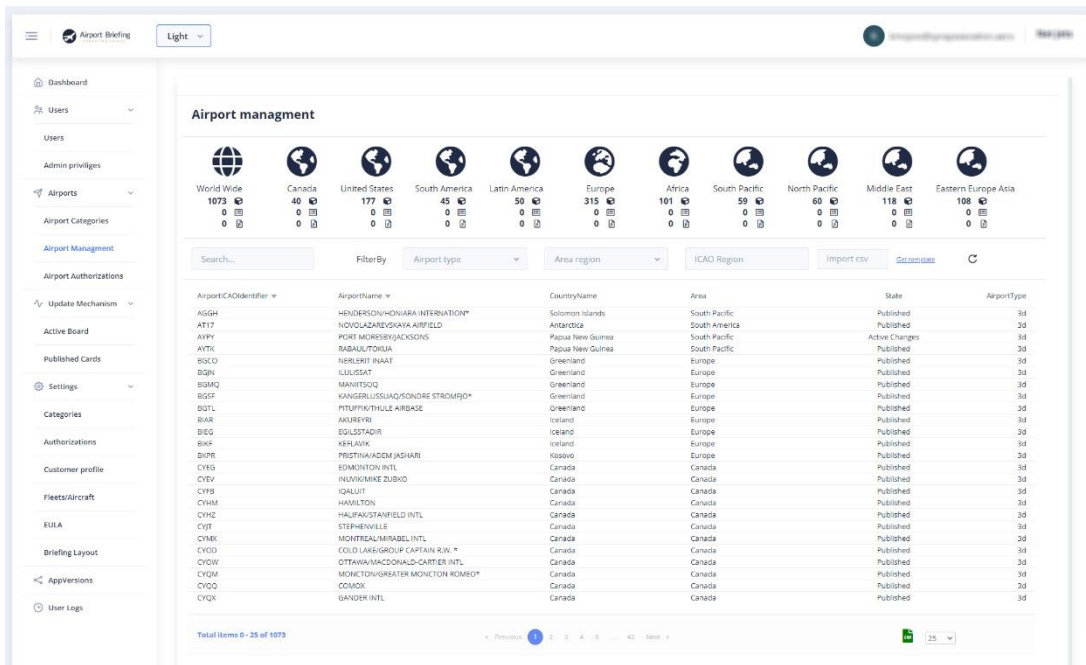 Airport Briefing
Light
Dashboard
Users
Users
Admin priviliges
Airports
Airport Categories
Airport Managment
Airport Authorizations
Update Mechanism
Active Board
Published Cards
Settings
Categories
Authorizations
Customer profile
Fleets/Aircraft
EULA
Briefing Layout
AppVersions
User Logs
Airport managment
World Wide Canada United States South America Latin America Europe Africa South Pacific North Pacific Middle East Eastern Europe Asia
1073 40 177 45 50 315 101 59 60 118 108
0 0 0 0 0 0 0 0 0 0 0
0 0 0 0 0 0 0 0 0 0 0
Search... FilterBy Airport type Area region ICAO Region Import csv Get template
AirportICAOIdentifier AirportName CountryName Area State AirportType
AGGH HENDERSON/HONIARA INTERNATION* Solomon Islands South Pacific Published 3d
AT17 NOVOLAZAREVSKAYA AIRFIELD Antarctica South America Published 3d
AYPY PORT MORESBY/JACKSONS Papua New Guinea South Pacific Active Changes 3d
AYTK RABAUL/TOKUA Papua New Guinea South Pacific Published 3d
BGCO NERLERIT INAAT Greenland Europe Published 3d
BGJN ILULISSAT Greenland Europe Published 3d
BGMQ MANIITSOQ Greenland Europe Published 3d
BGSF KANGERLUSSUAQ/SONDRE STROMFJO* Greenland Europe Published 3d
BGTL PITUFFIK/THULE AIRBASE Greenland Europe Published 3d
BIAR AKUREYRI Iceland Europe Published 3d
BIEG EGILSSTADIR Iceland Europe Published 3d
BIKF KEFLAVIK Iceland Europe Published 3d
BKPR PRISTINA/ADEM JASHARI Kosovo Europe Published 3d
CYEG EDMONTON INTL Canada Canada Published 3d
CYEV INUVIK/MIKE ZUBKO Canada Canada Published 3d
CYFB IQALUIT Canada Canada Published 3d
CYHM HAMILTON Canada Canada Published 3d
CYHZ HALIFAX/STANFIELD INTL Canada Canada Published 3d
CYJT STEPHENVILLE Canada Canada Published 3d
CYMX MONTREAL/MIRABEL INTL Canada Canada Published 3d
CYOD COLD LAKE/GROUP CAPTAIN R.W. * Canada Canada Published 3d
CYOW OTTAWA/MACDONALD-CARTIER INTL Canada Canada Published 3d
CYQM MONCTON/GREATER MONCTON ROMEO* Canada Canada Published 3d
CYQQ COMOX Canada Canada Published 3d
CYQX GANDER INTL Canada Canada Published 3d
Total items 0 - 25 of 1073 « Previous 1 2 3 4 5 ... 43 Next » 25